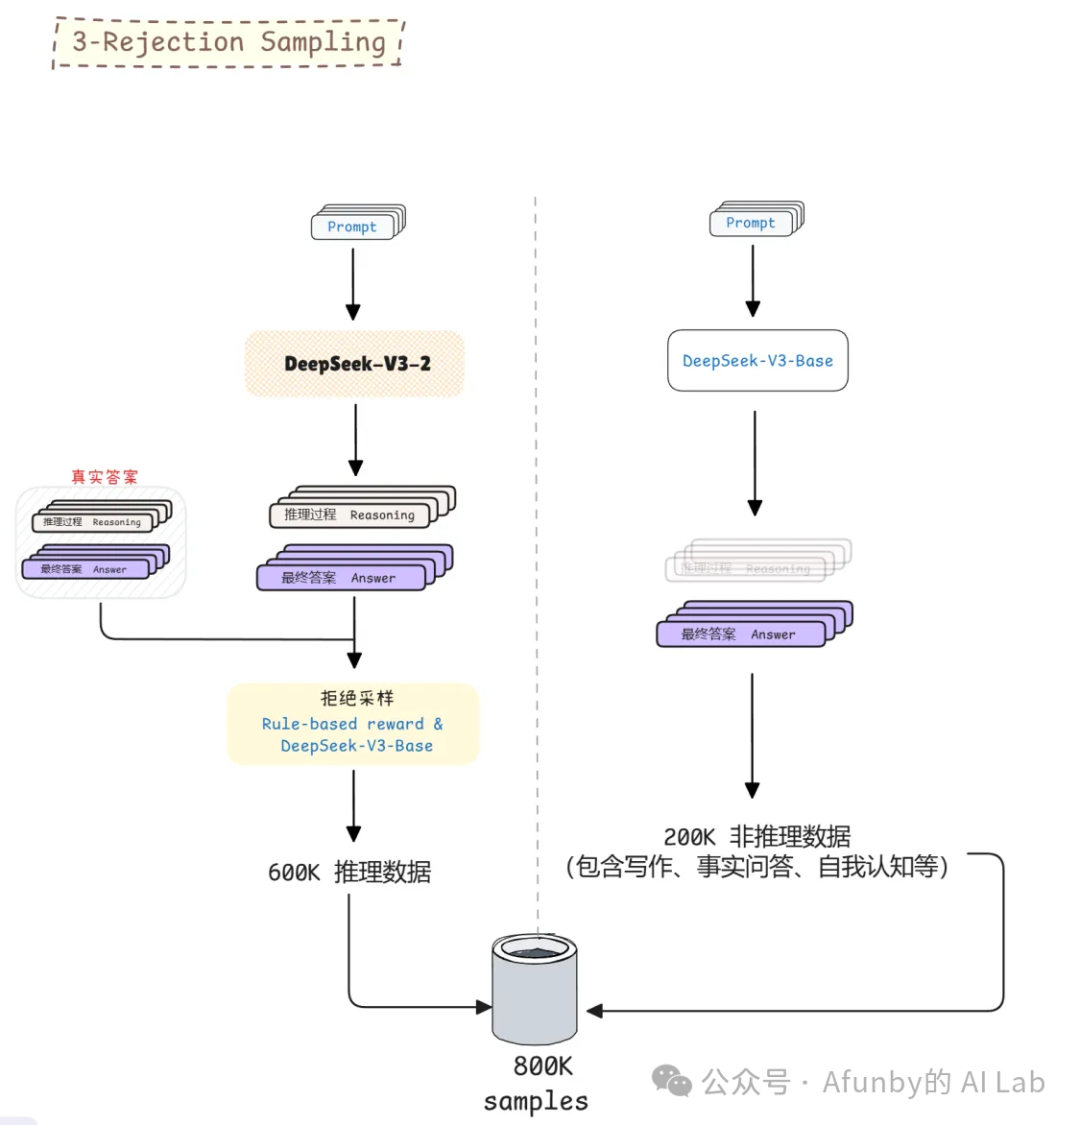 3-Rejection Sampling
Prompt
DeepSeek-V3-2
真实答案
推理过程 Reasoning
最终答案 Answer
推理过程 Reasoning
最终答案 Answer
拒绝采样
Rule-based reward &
DeepSeek-V3-Base
600K 推理数据
Prompt
DeepSeek-V3-Base
推理过程 Reasoning
最终答案 Answer
200K 非推理数据
（包含写作、事实问答、自我认知等）
800K
samples
公众号 · Afunby的 AI Lab